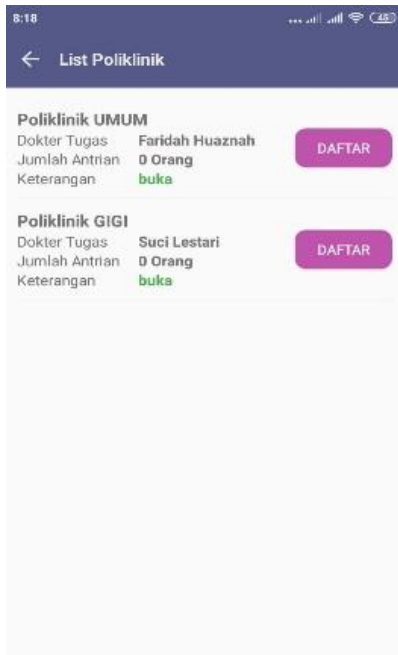 8:18
48
List Poliklinik
Poliklinik UMUM
Dokter Tugas Faridah Huaznah
Jumlah Antrian 0 Orang
Keterangan buka
DAFTAR
Poliklinik GIGI
Dokter Tugas Suci Lestari
Jumlah Antrian 0 Orang
Keterangan buka
DAFTAR